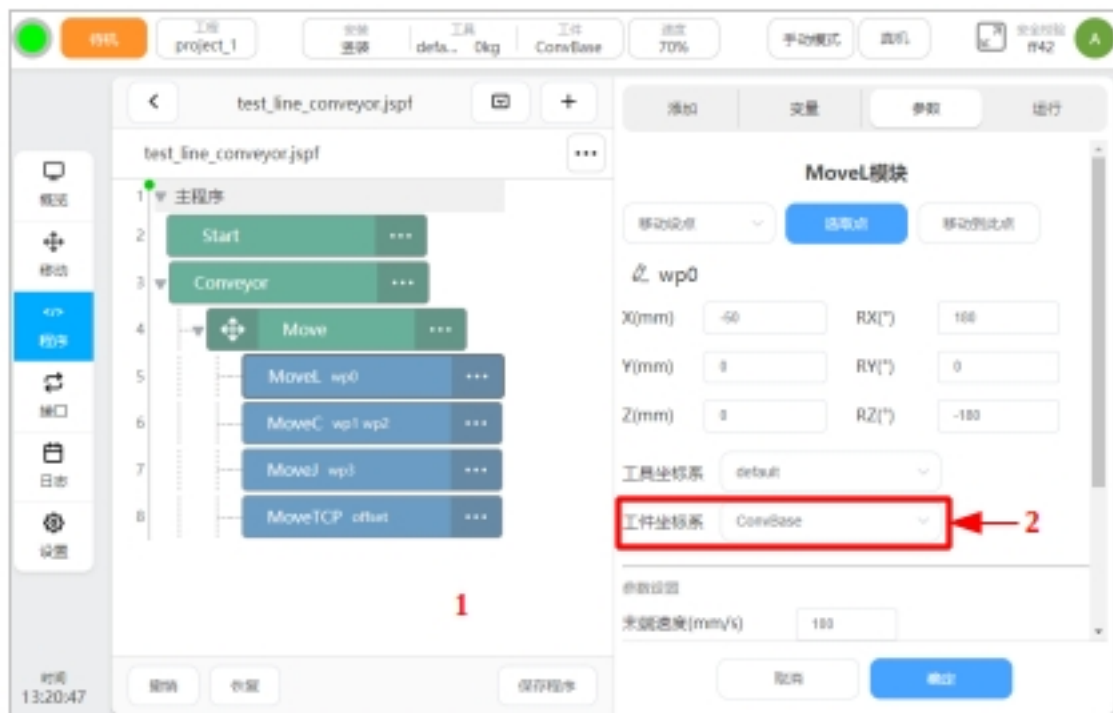 待机
工程
project_1
安装
竖装
工具
defa... 0kg
工件
ConvBase
速度
70%
手动模式
真机
安全校验
ff42
A
test_line_conveyor.jspf
test_line_conveyor.jspf
1 主程序
2 Start
3 Conveyor
4 Move
5 MoveL wp0
6 MoveC wp1 wp2
7 MoveJ wp3
8 MoveTCP offset
1
概览
移动
程序
接口
日志
设置
时间
13:20:47
撤销 恢复 保存程序
添加 变量 参数 运行
MoveL模块
移动设点 选取点 移动到此点
wp0
X(mm) -50 RX(°) 180
Y(mm) 0 RY(°) 0
Z(mm) 0 RZ(°) -180
工具坐标系 default
工件坐标系 ConvBase 2
参数设置
末端速度(mm/s) 180
取消 确定